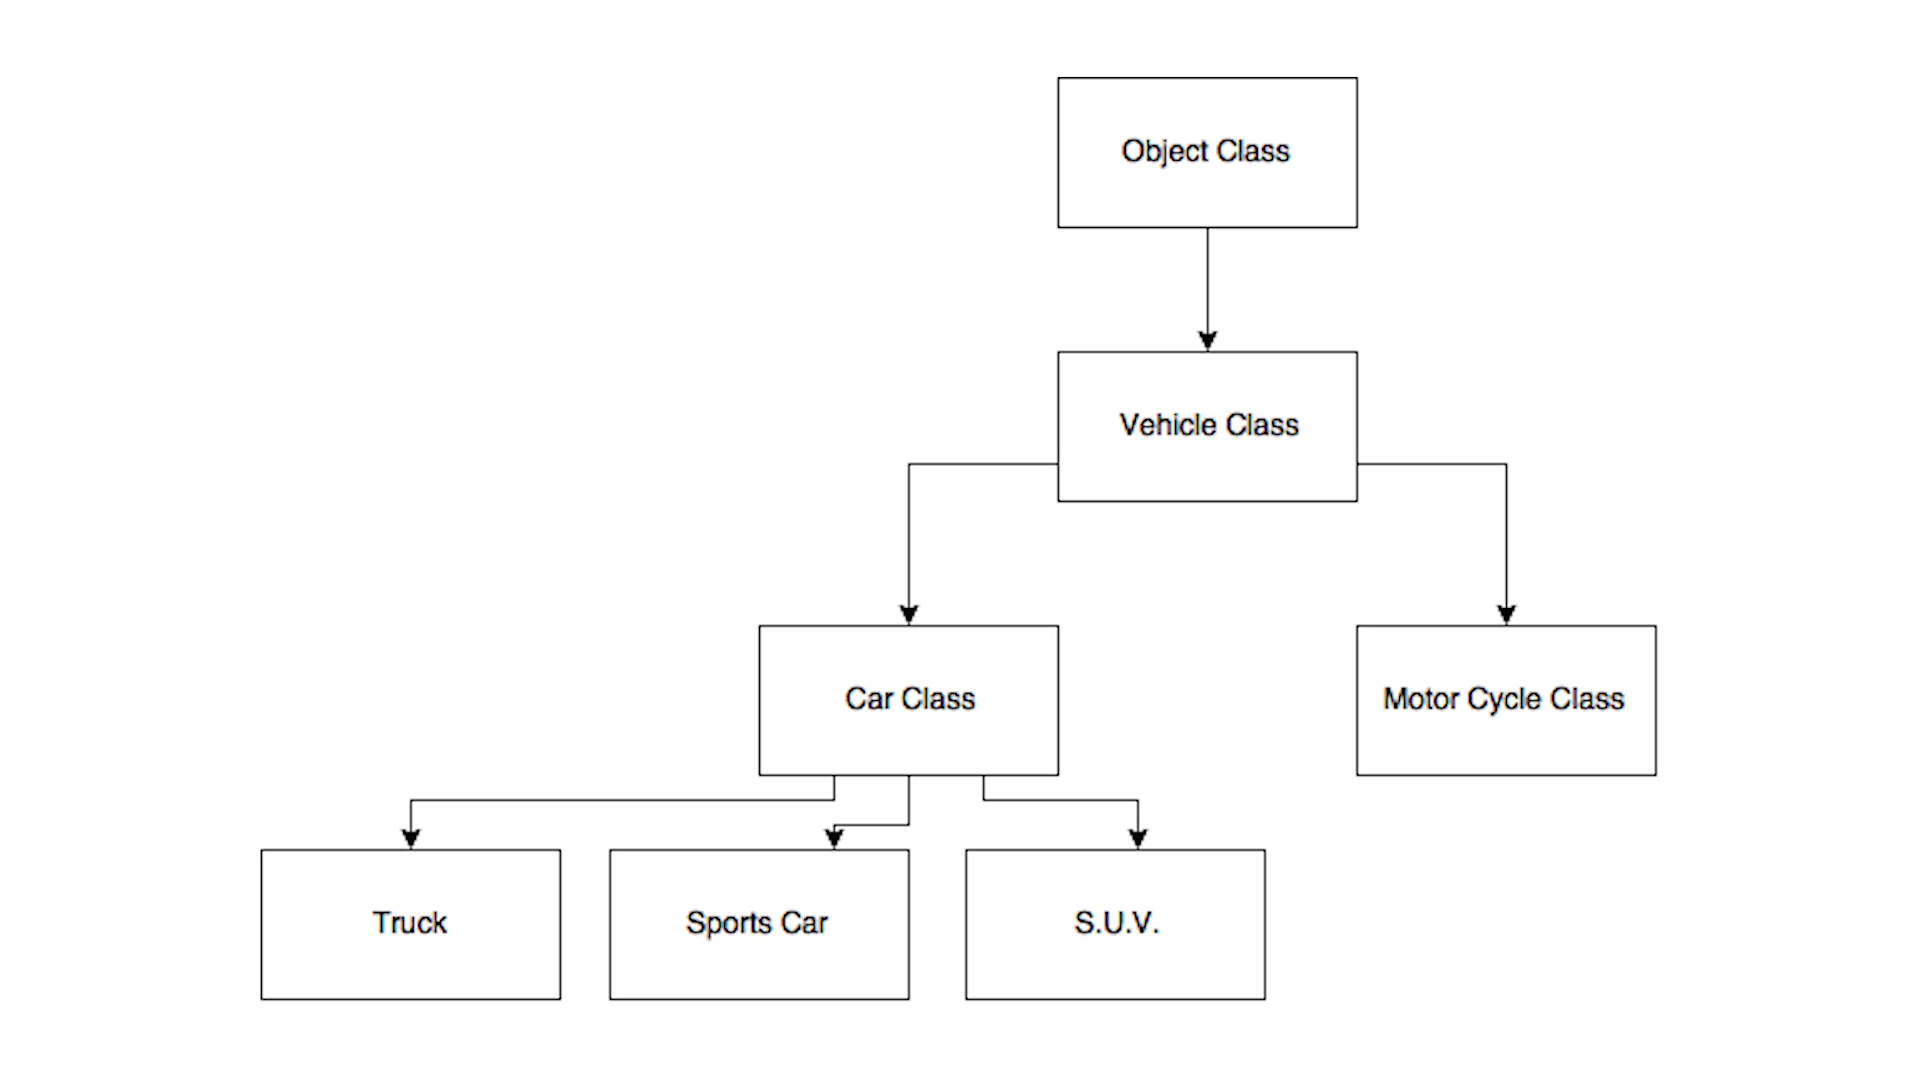 Object Class
Vehicle Class
Car Class
Motor Cycle Class
Truck
Sports Car
S.U.V.